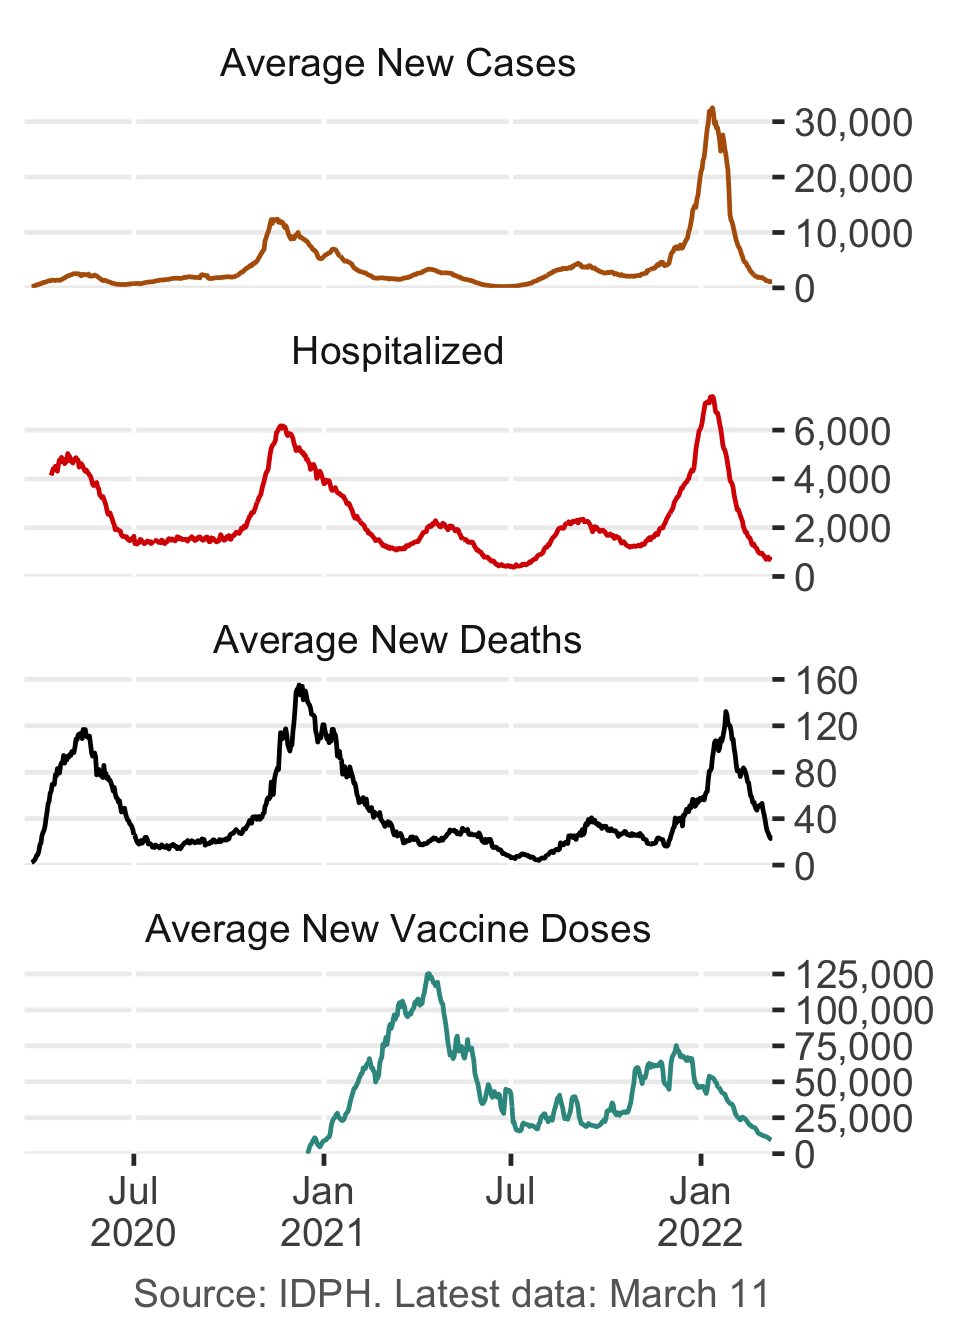 Average New Cases
30,000
20,000
10,000
0
Hospitalized
6,000
4,000
2,000
0
Average New Deaths
160
120
80
40
0
Average New Vaccine Doses
125,000
100,000
75,000
50,000
25,000
0
Jul Jan Jul Jan
2020 2021 2022
Source: IDPH. Latest data: March 11